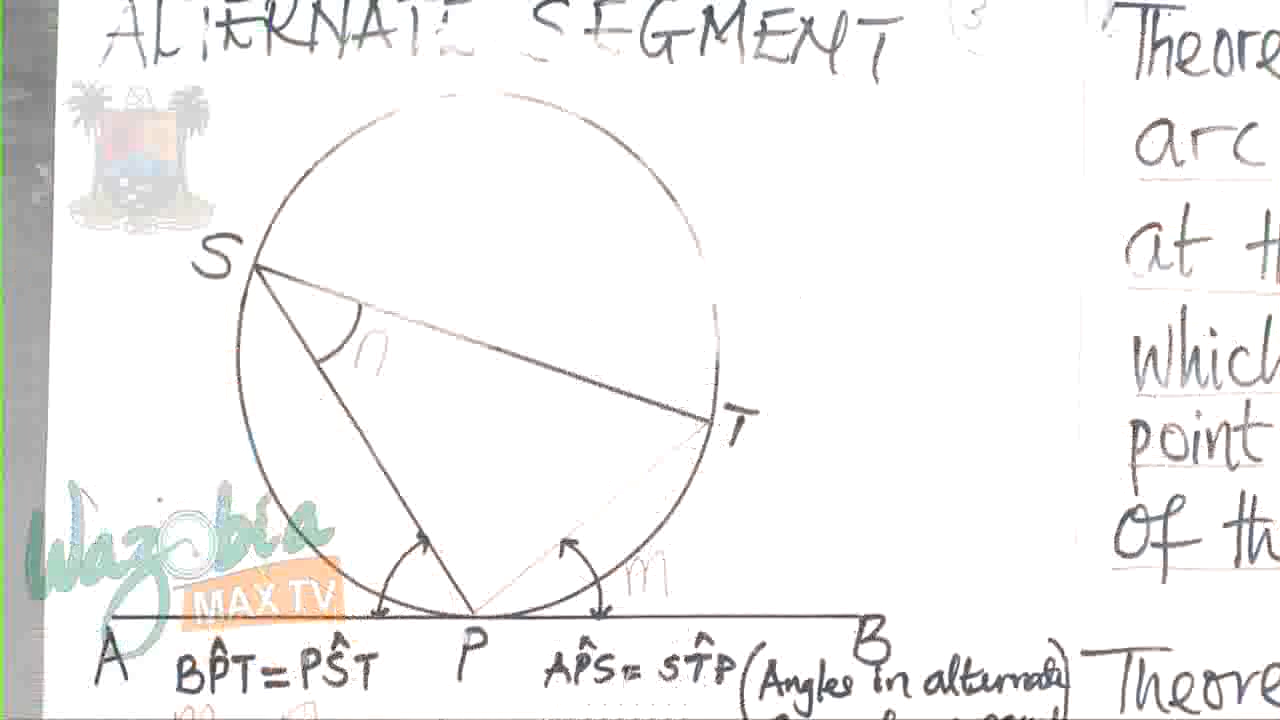 ALTERNATE SEGMENT
Theore
arc
at th
which
point
of th
S
n
T
m
Wazobia
MAX TV
A
P
B
BP̂T = PŜT
AP̂S = ST̂P (Angles in alternate
Theore